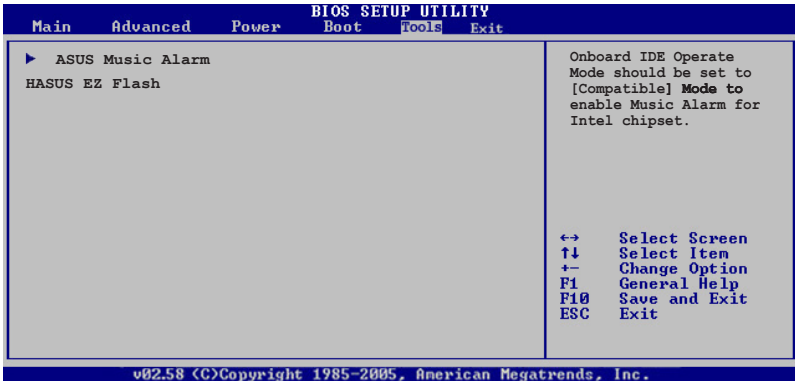 BIOS SETUP UTILITY
Main Advanced Power Boot Tools Exit
ASUS Music Alarm
HASUS EZ Flash
Onboard IDE Operate
Mode should be set to
[Compatible] Mode to
enable Music Alarm for
Intel chipset.
←→ Select Screen
↑↓ Select Item
+- Change Option
F1 General Help
F10 Save and Exit
ESC Exit
v02.58 (C)Copyright 1985-2005, American Megatrends, Inc.